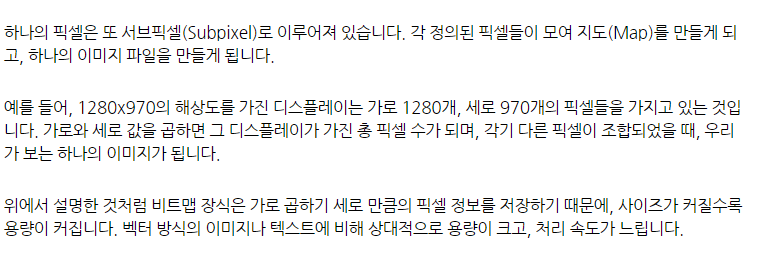 하나의 픽셀은 또 서브픽셀(Subpixel)로 이루어져 있습니다. 각 정의된 픽셀들이 모여 지도(Map)를 만들게 되
고, 하나의 이미지 파일을 만들게 됩니다.
예를 들어, 1280x970의 해상도를 가진 디스플레이는 가로 1280개, 세로 970개의 픽셀들을 가지고 있는 것입
니다. 가로와 세로 값을 곱하면 그 디스플레이가 가진 총 픽셀 수가 되며, 각기 다른 픽셀이 조합되었을 때, 우리
가 보는 하나의 이미지가 됩니다.
위에서 설명한 것처럼 비트맵 장식은 가로 곱하기 세로 만큼의 픽셀 정보를 저장하기 때문에, 사이즈가 커질수록
용량이 커집니다. 벡터 방식의 이미지나 텍스트에 비해 상대적으로 용량이 크고, 처리 속도가 느립니다.